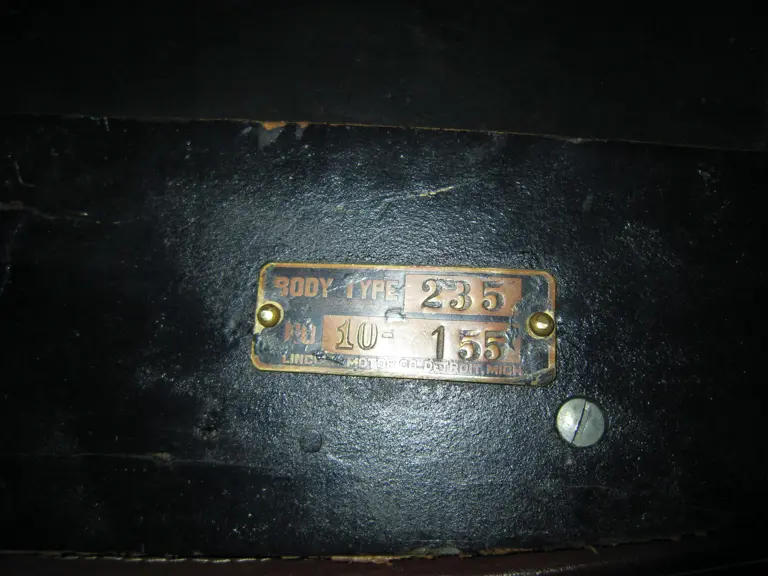 BODY TYPE 235
10- 155
MOTOR CO. DETROIT, MICH.